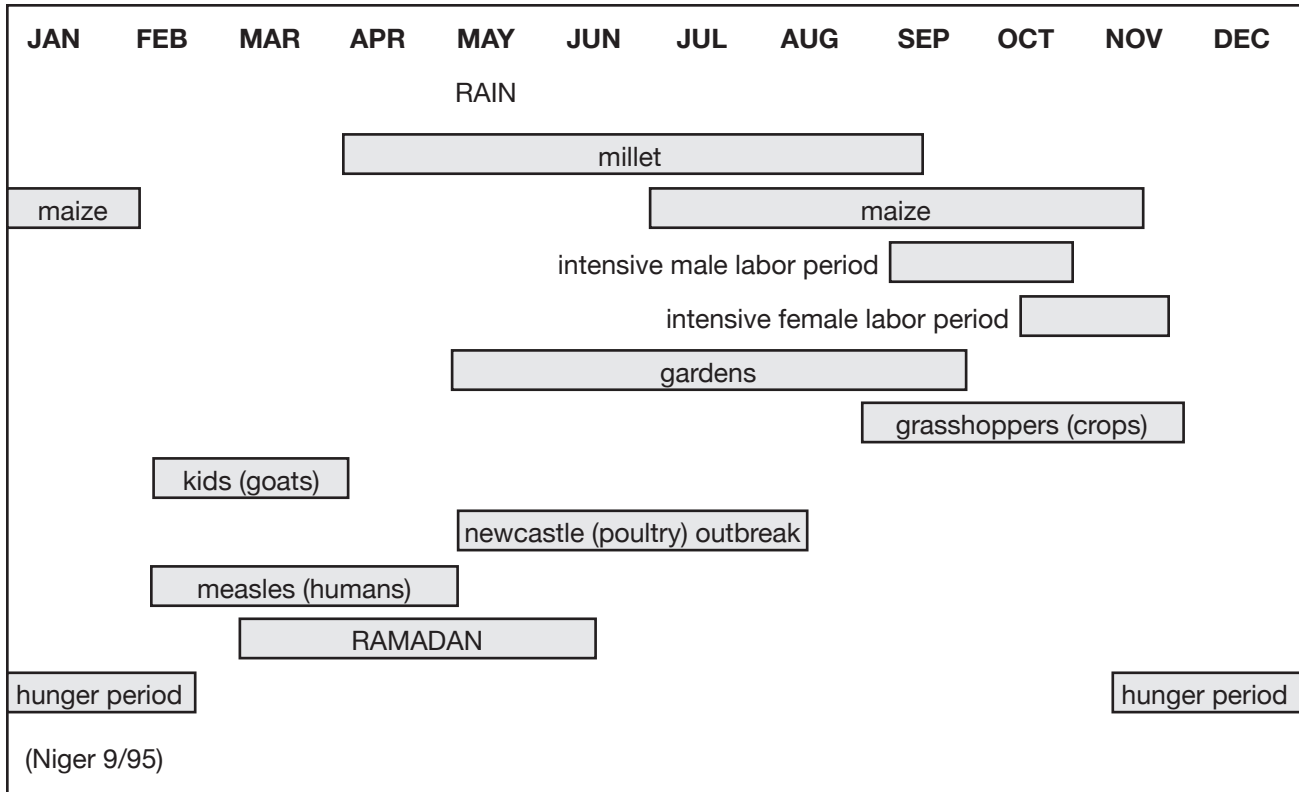 JAN FEB MAR APR MAY JUN JUL AUG SEP OCT NOV DEC
RAIN
millet
maize maize
intensive male labor period
intensive female labor period
gardens
grasshoppers (crops)
kids (goats)
newcastle (poultry) outbreak
measles (humans)
RAMADAN
hunger period hunger period
(Niger 9/95)